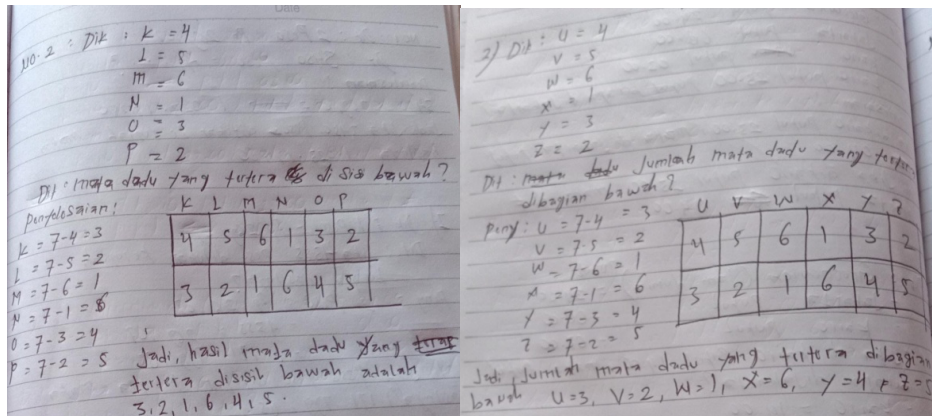 NO.2 : Dik : K = 4
L = 5
M = 6
N = 1
O = 3
P = 2
Dit : mata dadu yang tertera di sisi bawah?
Penyelesaian :
K = 7-4 = 3
L = 7-5 = 2
M = 7-6 = 1
N = 7-1 = 6
O = 7-3 = 4
P = 7-2 = 5
K L M N O P
4 5 6 1 3 2
3 2 1 6 4 5
Jadi, hasil mata dadu yang
tertera disisi bawah adalah
3, 2, 1, 6, 4, 5.
2) Dit : U = 4
V = 5
W = 6
X = 1
Y = 3
Z = 2
Dit : mata dadu Jumlah mata dadu yang
dibagian bawah?
Peny : U = 7-4 = 3
V = 7-5 = 2
W = 7-6 = 1
X = 7-1 = 6
Y = 7-3 = 4
Z = 7-2 = 5
U V W X Y Z
4 5 6 1 3 2
3 2 1 6 4 5
Jadi Jumlah mata dadu yang tertera dibagian
bawah U=3, V=2, W=1, X=6, Y=4, Z=5